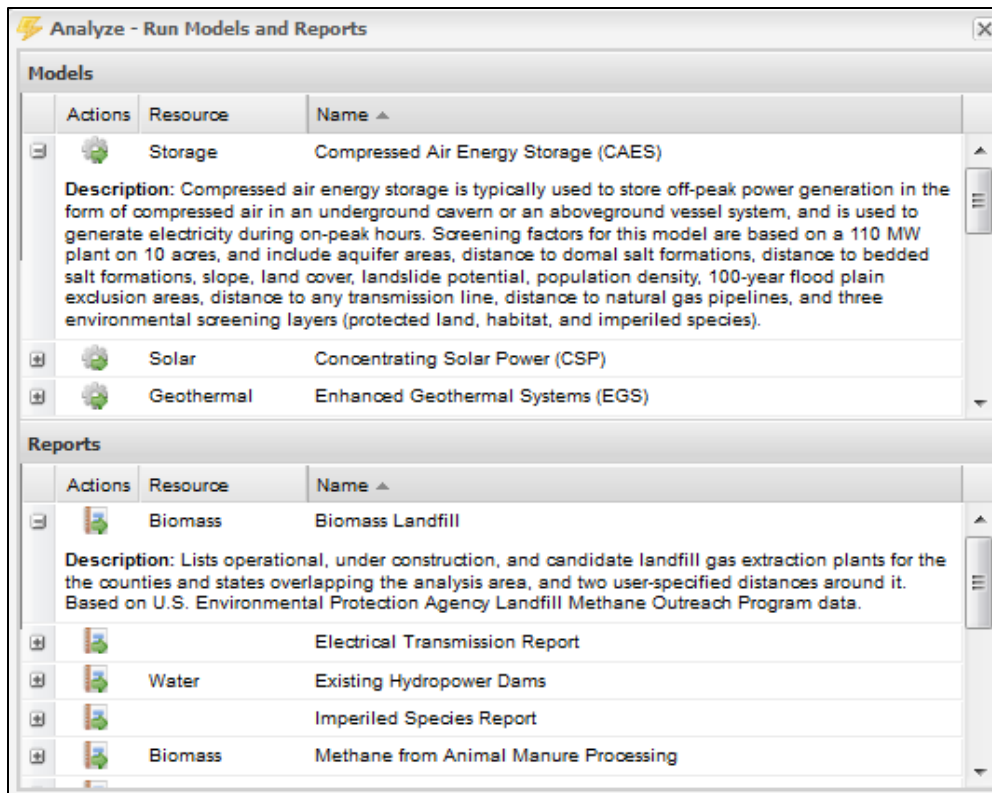 Analyze - Run Models and Reports
Models
Actions Resource Name
Storage Compressed Air Energy Storage (CAES)
Description: Compressed air energy storage is typically used to store off-peak power generation in the
form of compressed air in an underground cavern or an aboveground vessel system, and is used to
generate electricity during on-peak hours. Screening factors for this model are based on a 110 MW
plant on 10 acres, and include aquifer areas, distance to domal salt formations, distance to bedded
salt formations, slope, land cover, landslide potential, population density, 100-year flood plain
exclusion areas, distance to any transmission line, distance to natural gas pipelines, and three
environmental screening layers (protected land, habitat, and imperiled species).
Solar Concentrating Solar Power (CSP)
Geothermal Enhanced Geothermal Systems (EGS)
Reports
Actions Resource Name
Biomass Biomass Landfill
Description: Lists operational, under construction, and candidate landfill gas extraction plants for the
the counties and states overlapping the analysis area, and two user-specified distances around it.
Based on U.S. Environmental Protection Agency Landfill Methane Outreach Program data.
Electrical Transmission Report
Water Existing Hydropower Dams
Imperiled Species Report
Biomass Methane from Animal Manure Processing